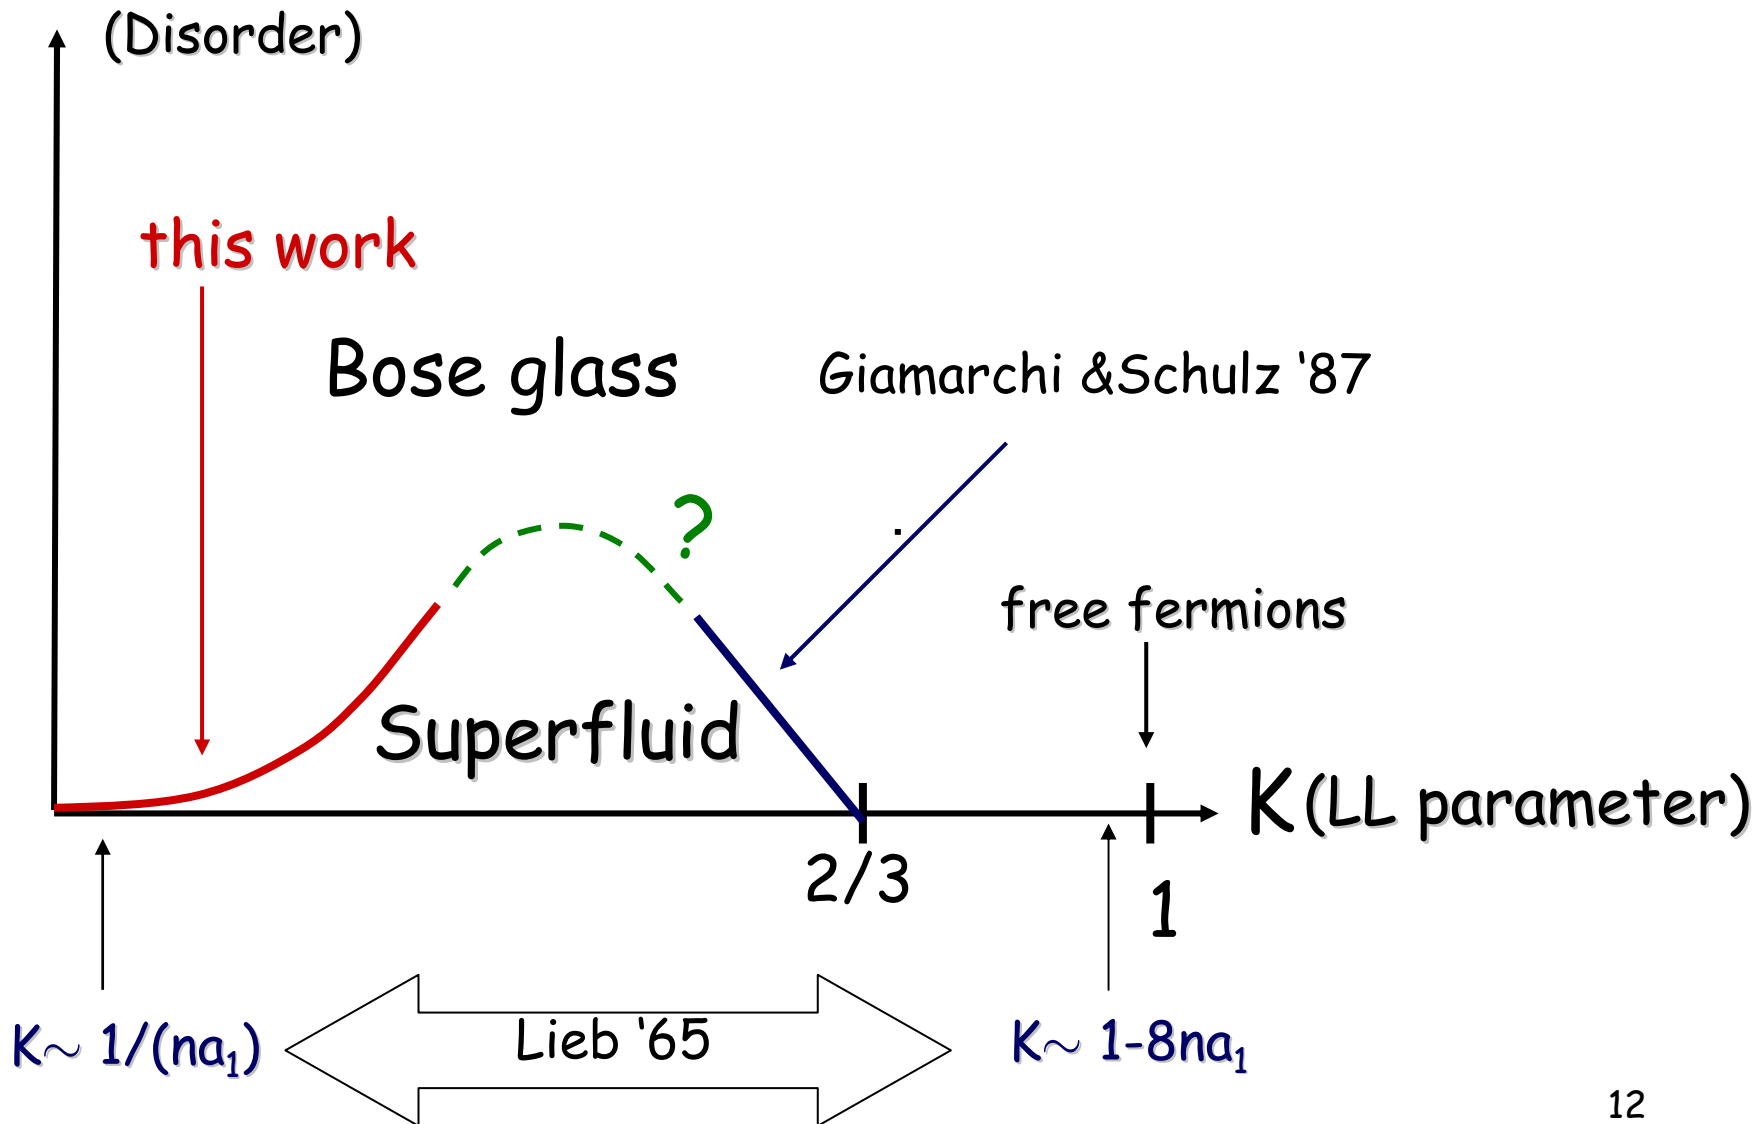 (Disorder)
this work
Bose glass
Giamarchi &Schulz '87
?
.
free fermions
Superfluid
K (LL parameter)
2/3
1
K~ 1/(na₁)
Lieb '65
K~ 1-8na₁
12